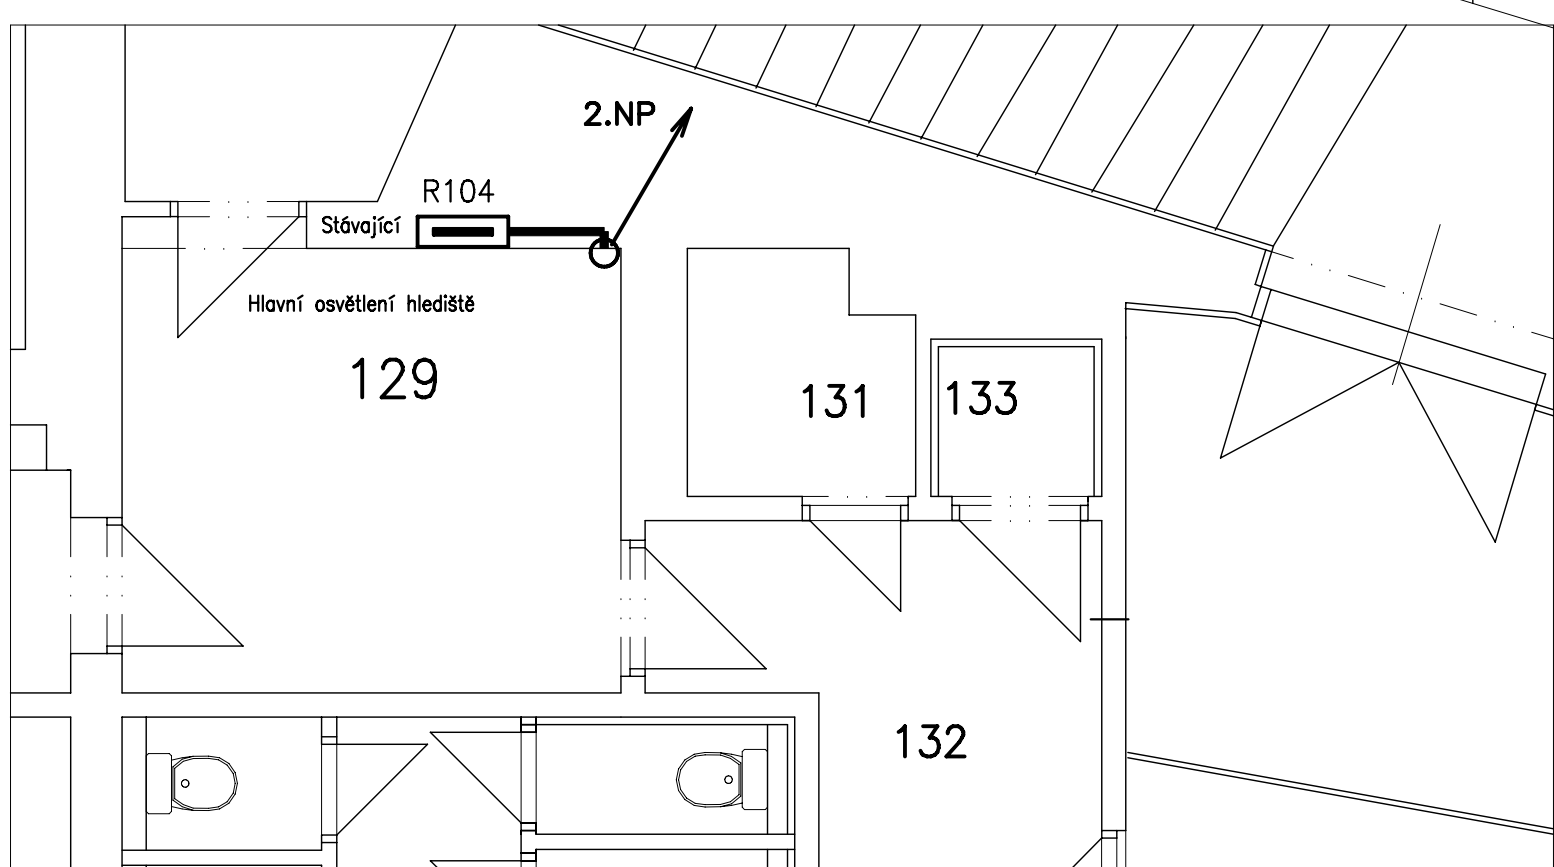 2.NP
R104
Stávající
Hlavní osvětlení hlediště
129
131
133
132